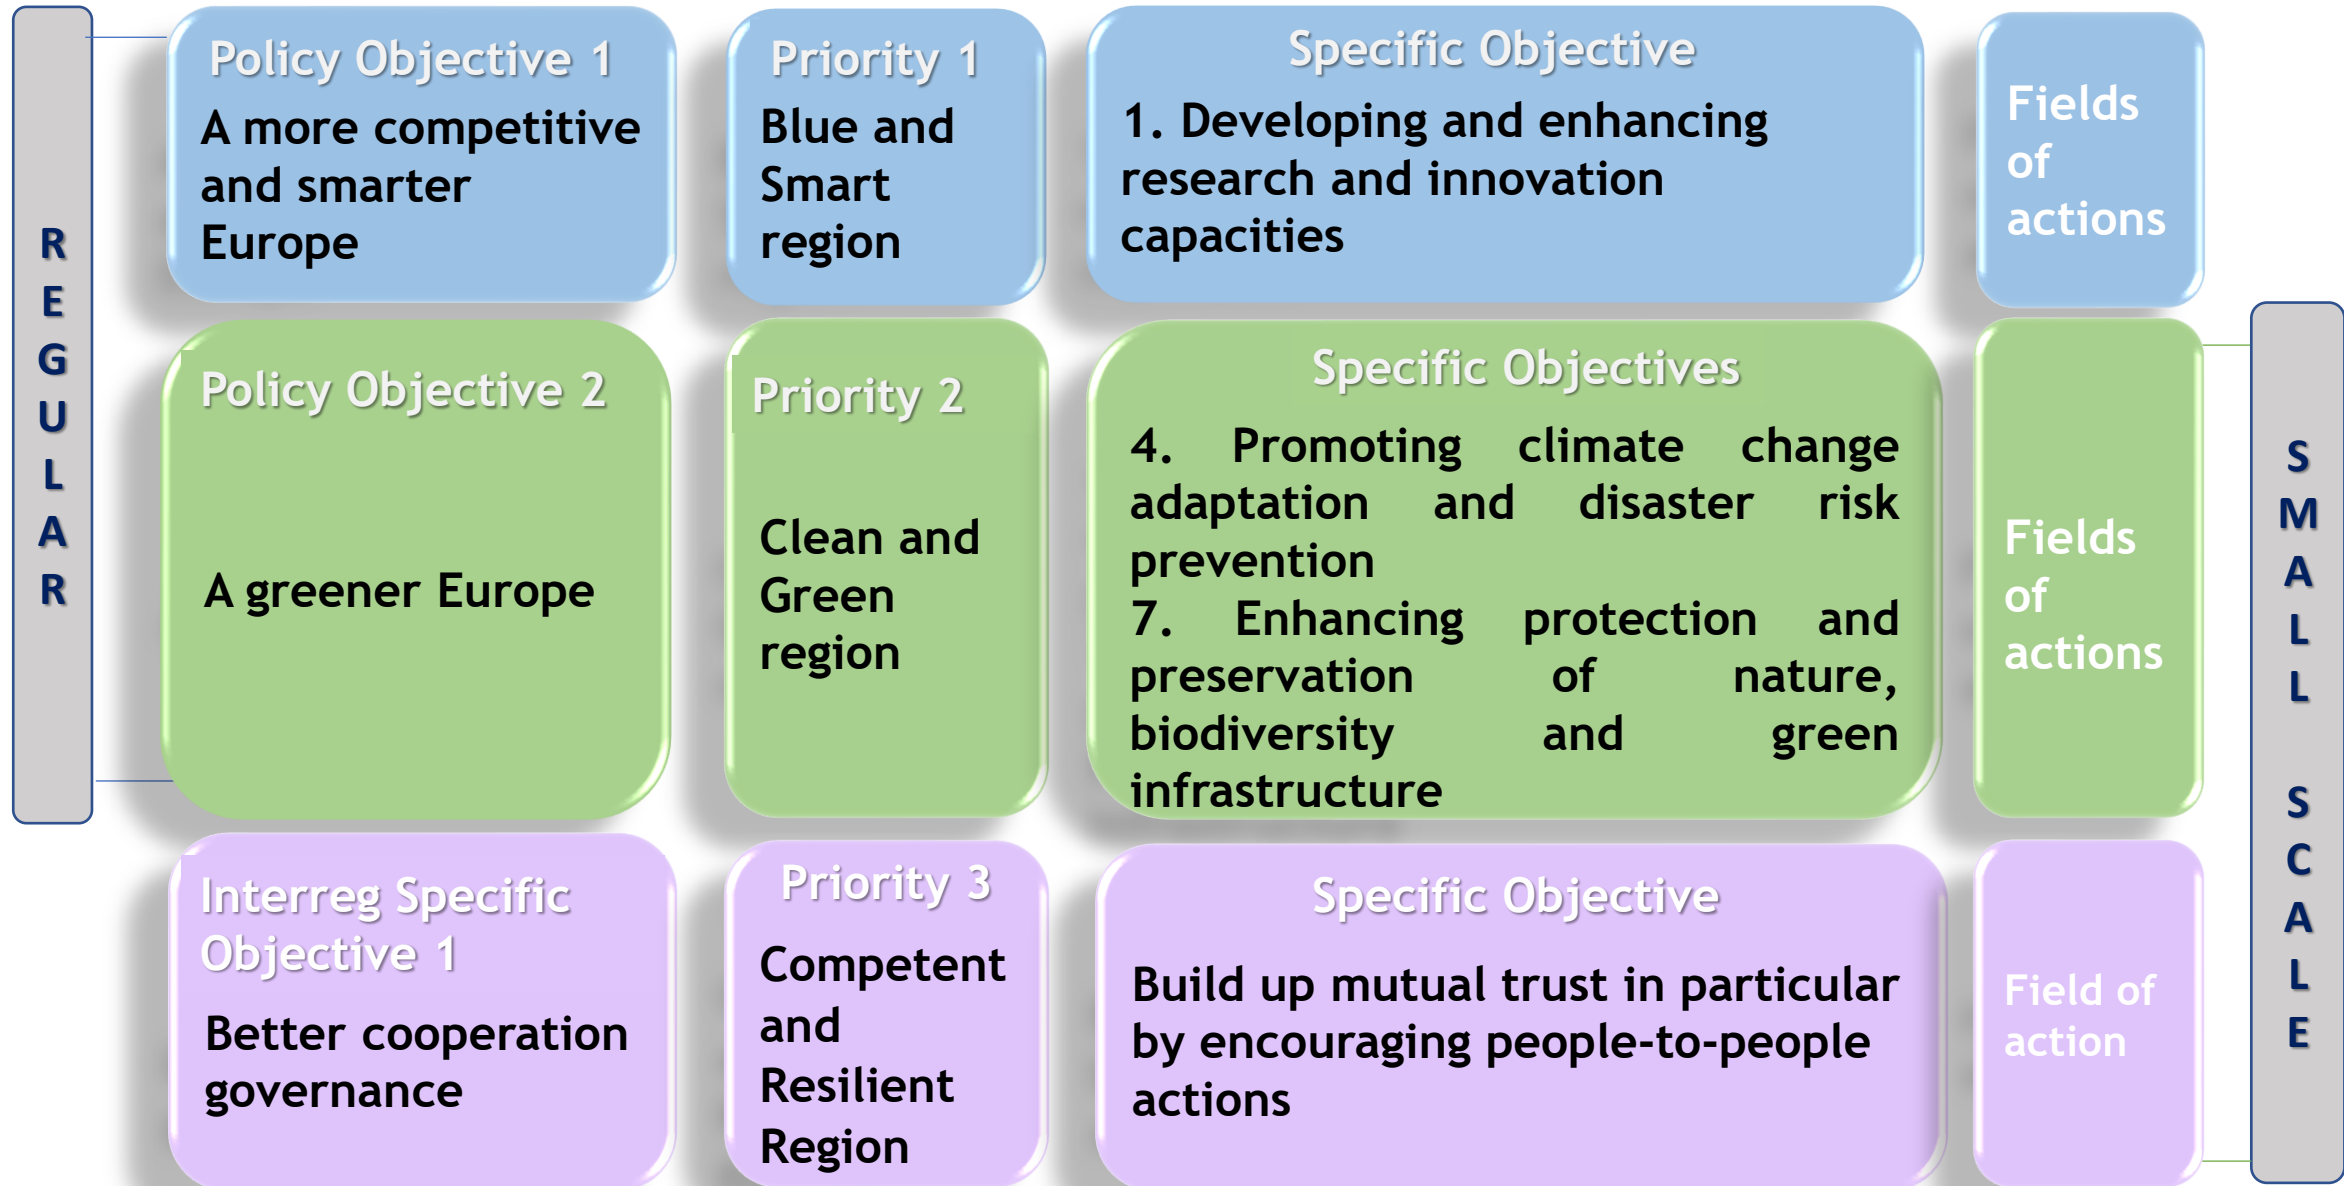 R
E
G
U
L
A
R
Policy Objective 1
A more competitive
and smarter
Europe
Priority 1
Blue and
Smart
region
Specific Objective
1. Developing and enhancing
research and innovation
capacities
Fields
of
actions
Policy Objective 2
A greener Europe
Priority 2
Clean and
Green
region
Specific Objectives
4. Promoting climate change
adaptation and disaster risk
prevention
7. Enhancing protection and
preservation of nature,
biodiversity and green
infrastructure
Fields
of
actions
Interreg Specific
Objective 1
Better cooperation
governance
Priority 3
Competent
and
Resilient
Region
Specific Objective
Build up mutual trust in particular
by encouraging people-to-people
actions
Field of
action
S
M
A
L
L
S
C
A
L
E